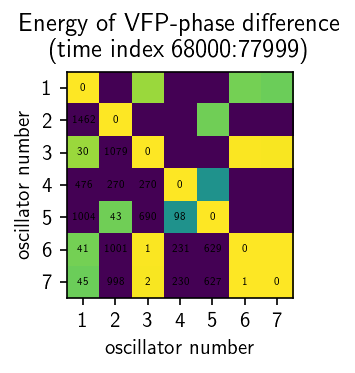 Energy of VFP-phase difference
(time index 68000:77999)
oscillator number
1 0
2 1462 0
3 30 1079 0
4 476 270 270 0
5 1004 43 690 98 0
6 41 1001 1 231 629 0
7 45 998 2 230 627 1 0
1 2 3 4 5 6 7
oscillator number